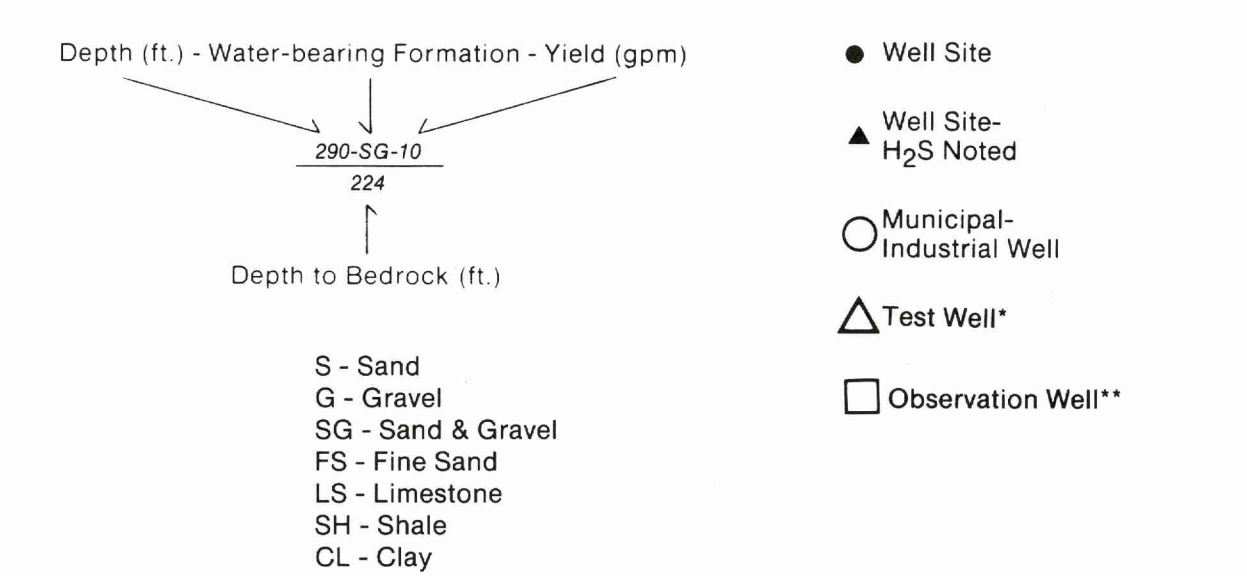 Depth (ft.) - Water-bearing Formation - Yield (gpm)
290-SG-10
224
Depth to Bedrock (ft.)
S - Sand
G - Gravel
SG - Sand & Gravel
FS - Fine Sand
LS - Limestone
SH - Shale
CL - Clay
Well Site
Well Site-
H₂S Noted
Municipal-
Industrial Well
Test Well*
Observation Well**